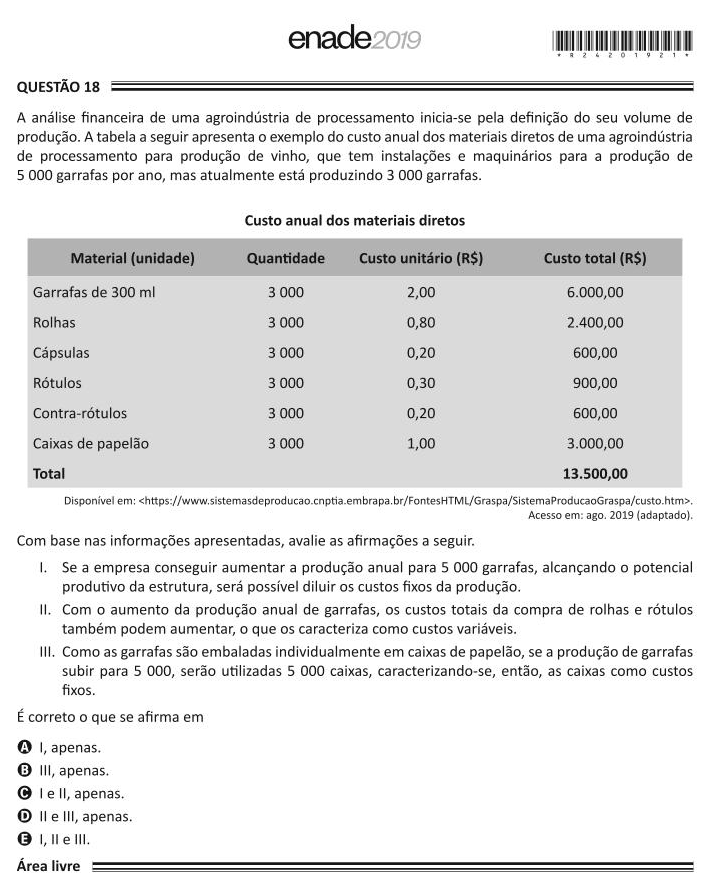 enade2019
* R 2 4 2 0 1 9 2 1 *
QUESTÃO 18
A análise financeira de uma agroindústria de processamento inicia-se pela definição do seu volume de
produção. A tabela a seguir apresenta o exemplo do custo anual dos materiais diretos de uma agroindústria
de processamento para produção de vinho, que tem instalações e maquinários para a produção de
5 000 garrafas por ano, mas atualmente está produzindo 3 000 garrafas.
Custo anual dos materiais diretos
Material (unidade) Quantidade Custo unitário (R$) Custo total (R$)
Garrafas de 300 ml 3 000 2,00 6.000,00
Rolhas 3 000 0,80 2.400,00
Cápsulas 3 000 0,20 600,00
Rótulos 3 000 0,30 900,00
Contra-rótulos 3 000 0,20 600,00
Caixas de papelão 3 000 1,00 3.000,00
Total 13.500,00
Disponível em: <https://www.sistemasdeproducao.cnptia.embrapa.br/FontesHTML/Graspa/SistemaProducaoGraspa/custo.htm>.
Acesso em: ago. 2019 (adaptado).
Com base nas informações apresentadas, avalie as afirmações a seguir.
I. Se a empresa conseguir aumentar a produção anual para 5 000 garrafas, alcançando o potencial
produtivo da estrutura, será possível diluir os custos fixos da produção.
II. Com o aumento da produção anual de garrafas, os custos totais da compra de rolhas e rótulos
também podem aumentar, o que os caracteriza como custos variáveis.
III. Como as garrafas são embaladas individualmente em caixas de papelão, se a produção de garrafas
subir para 5 000, serão utilizadas 5 000 caixas, caracterizando-se, então, as caixas como custos
fixos.
É correto o que se afirma em
A I, apenas.
B III, apenas.
C I e II, apenas.
D II e III, apenas.
E I, II e III.
Área livre